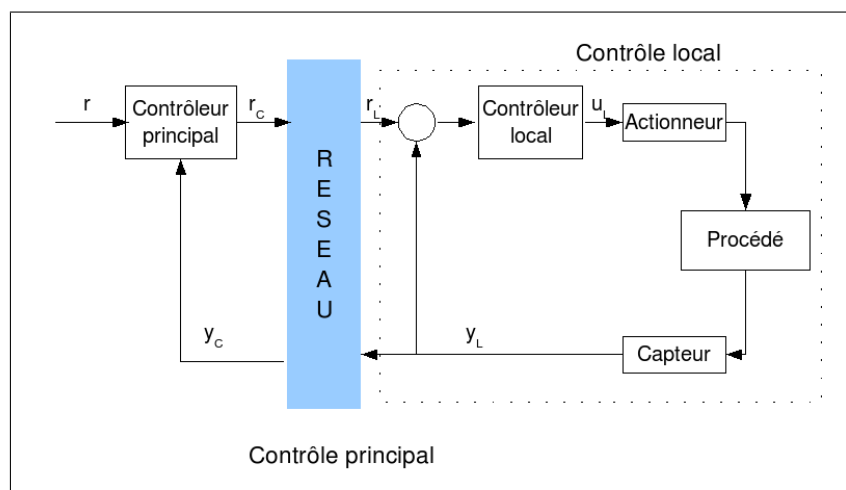 Contrôle local
r
Contrôleur
principal
r_C
r_L
Contrôleur
local
u_L
Actionneur
R
E
S
E
A
U
Procédé
y_C
y_L
Capteur
Contrôle principal